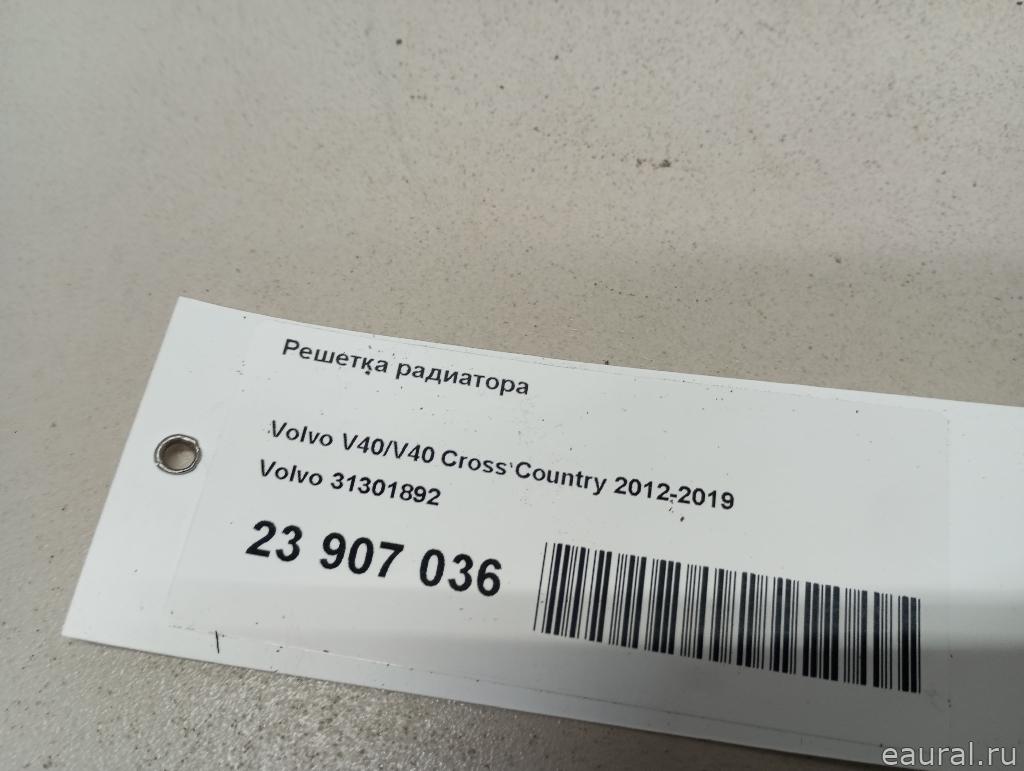 Решетка радиатора
Volvo V40/V40 Cross Country 2012-2019
Volvo 31301892
23 907 036
eaural.ru